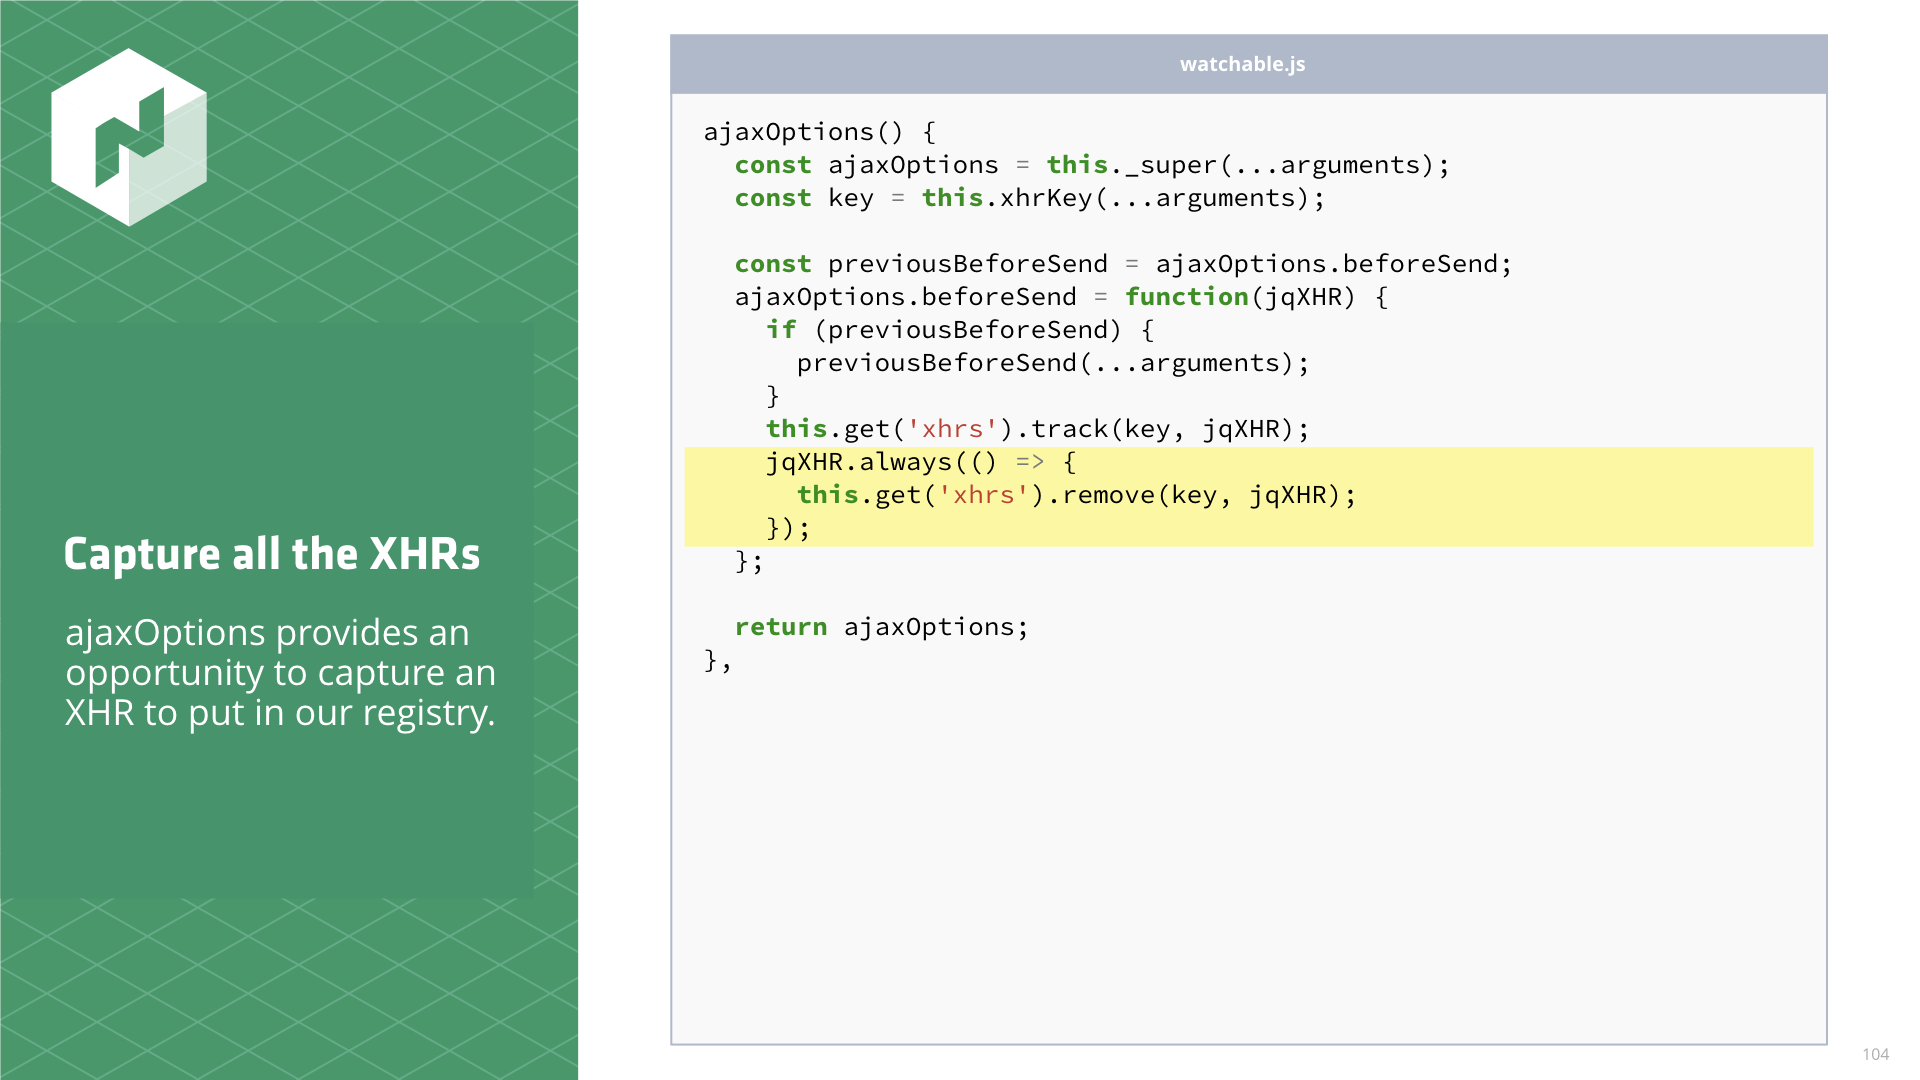 Capture all the XHRs
ajaxOptions provides an
opportunity to capture an
XHR to put in our registry.
watchable.js
ajaxOptions() {
  const ajaxOptions = this._super(...arguments);
  const key = this.xhrKey(...arguments);

  const previousBeforeSend = ajaxOptions.beforeSend;
  ajaxOptions.beforeSend = function(jqXHR) {
    if (previousBeforeSend) {
      previousBeforeSend(...arguments);
    }
    this.get('xhrs').track(key, jqXHR);
    jqXHR.always(() => {
      this.get('xhrs').remove(key, jqXHR);
    });
  };

  return ajaxOptions;
},
104